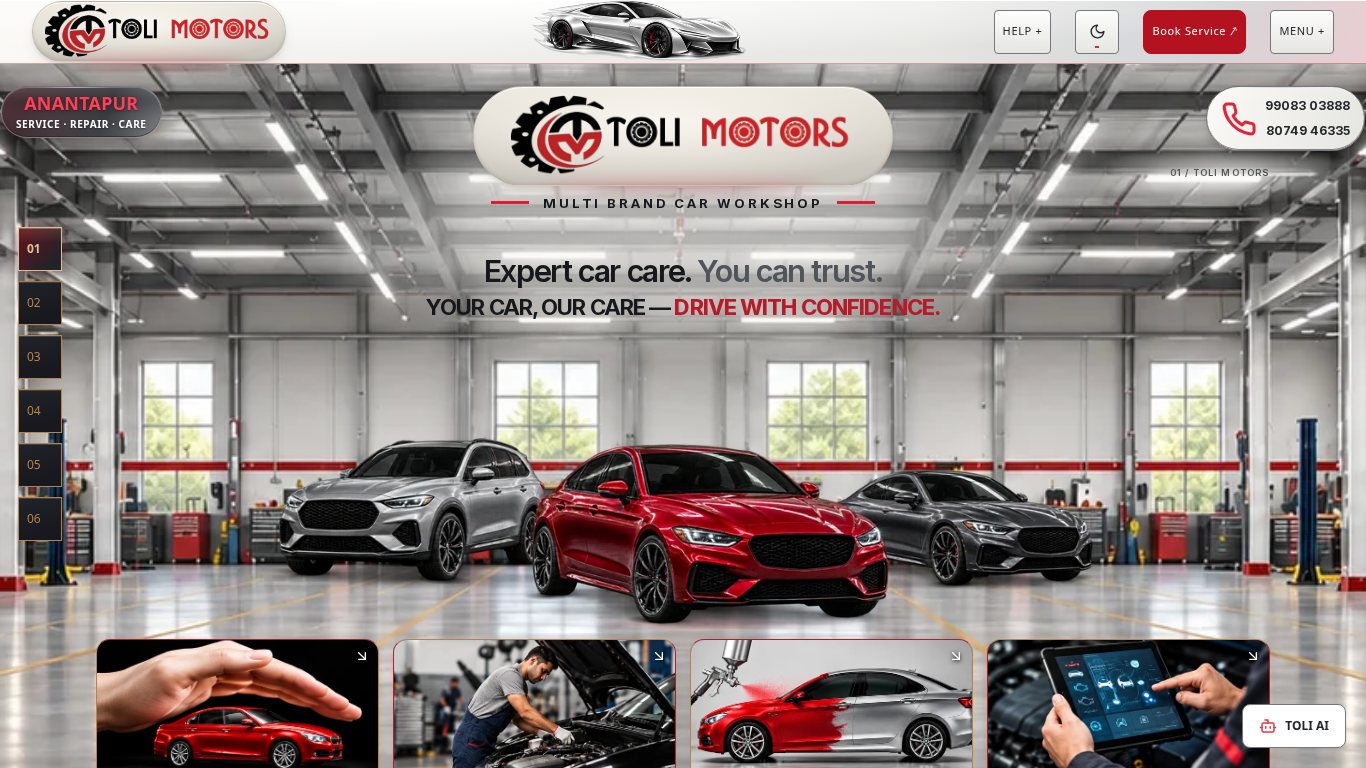 TOLI MOTORS
HELP +
Book Service ↗
MENU +
ANANTAPUR
SERVICE · REPAIR · CARE
TOLI MOTORS
99083 03888
80749 46335
01 / TOLI MOTORS
MULTI BRAND CAR WORKSHOP
Expert car care. You can trust.
YOUR CAR, OUR CARE — DRIVE WITH CONFIDENCE.
01
02
03
04
05
06
TOLI AI